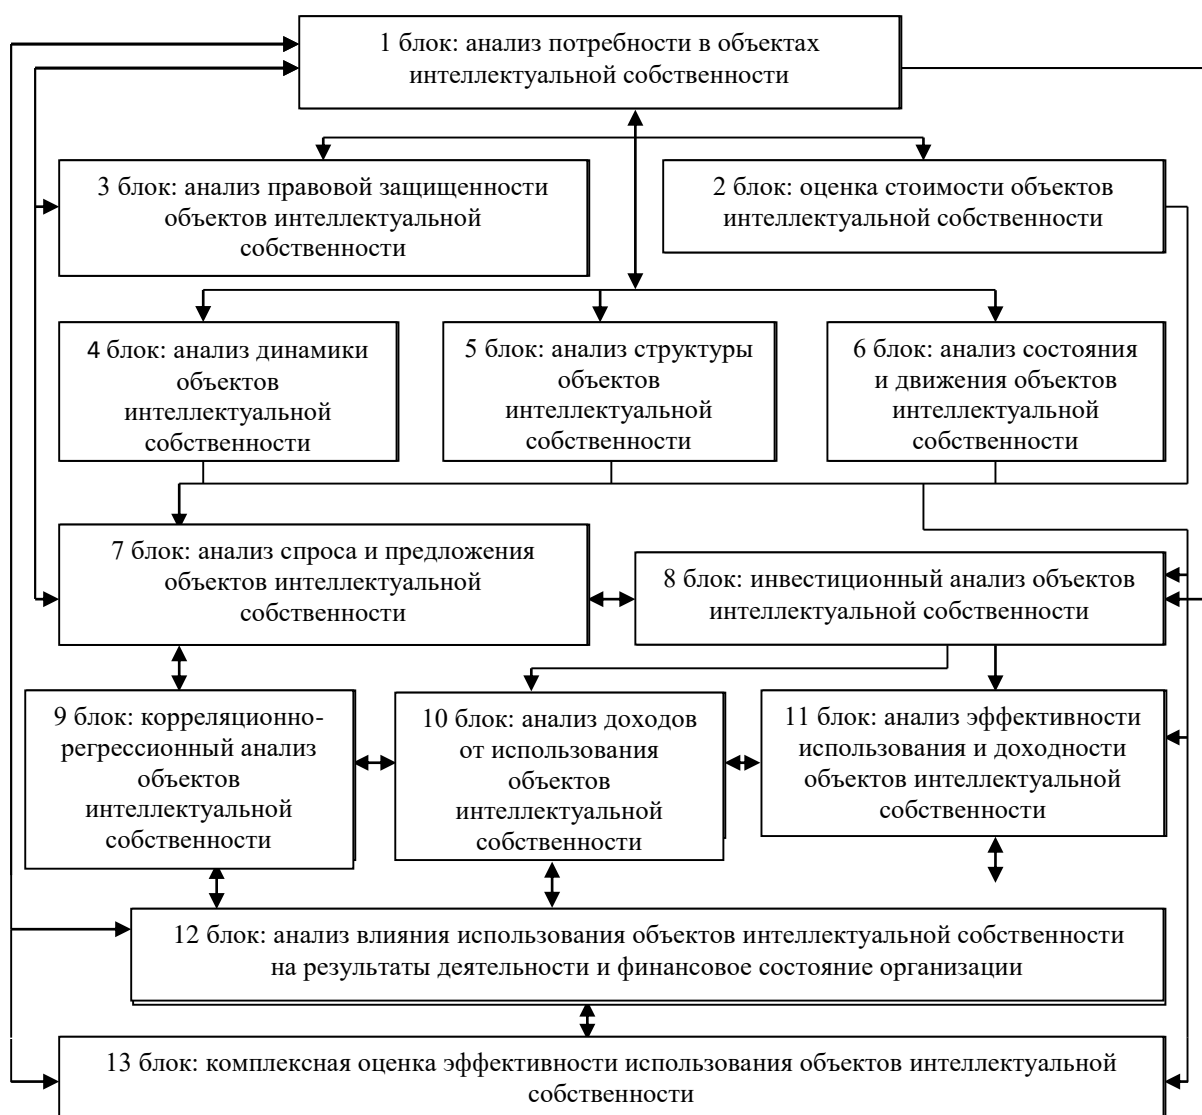 1 блок: анализ потребности в объектах
интеллектуальной собственности
3 блок: анализ правовой защищенности
объектов интеллектуальной
собственности
2 блок: оценка стоимости объектов
интеллектуальной собственности
4 блок: анализ динамики
объектов
интеллектуальной
собственности
5 блок: анализ структуры
объектов
интеллектуальной
собственности
6 блок: анализ состояния
и движения объектов
интеллектуальной
собственности
7 блок: анализ спроса и предложения
объектов интеллектуальной
собственности
8 блок: инвестиционный анализ объектов
интеллектуальной собственности
9 блок: корреляционно-
регрессионный анализ
объектов
интеллектуальной
собственности
10 блок: анализ доходов
от использования
объектов
интеллектуальной
собственности
11 блок: анализ эффективности
использования и доходности
объектов интеллектуальной
собственности
12 блок: анализ влияния использования объектов интеллектуальной собственности
на результаты деятельности и финансовое состояние организации
13 блок: комплексная оценка эффективности использования объектов интеллектуальной
собственности